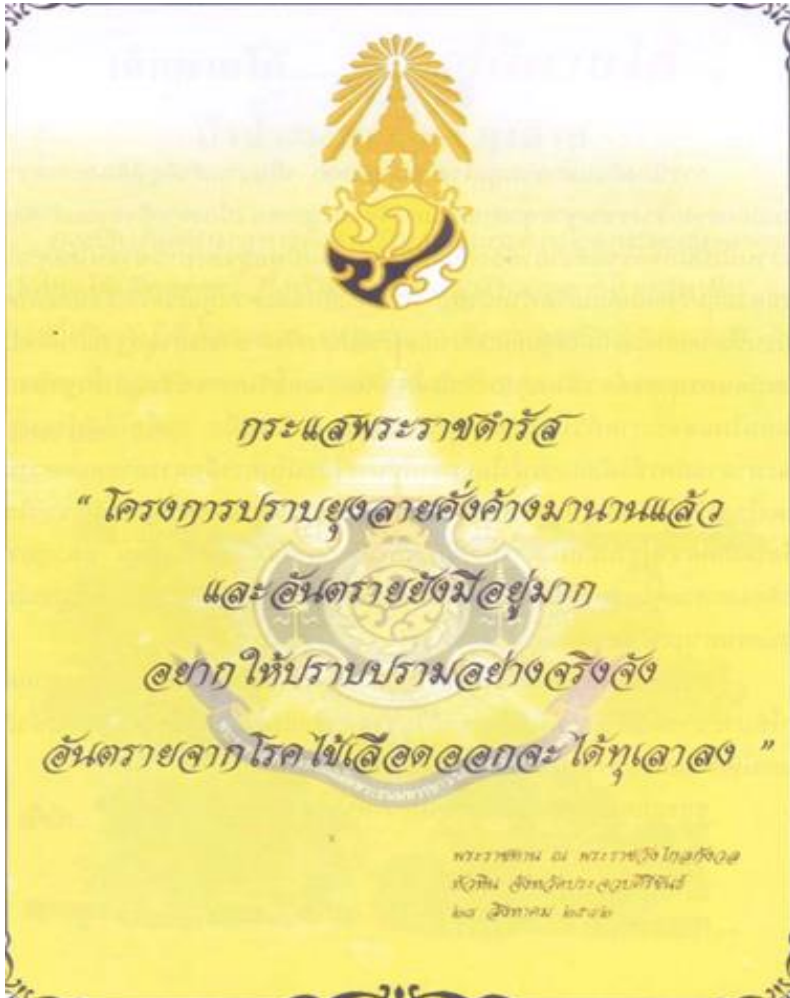 กระแสพระราชดำรัส
“ โครงการปราบยุงลายคั่งค้างมานานแล้ว
และอันตรายยังมีอยู่มาก
อยากให้ปราบปรามอย่างจริงจัง
อันตรายจากโรคไข้เลือดออกจะได้ทุเลาลง ”
พระราชทาน ณ พระราชวังไกลกังวล
หัวหิน จังหวัดประจวบคีรีขันธ์
สิงหาคม ๒๕๔๒